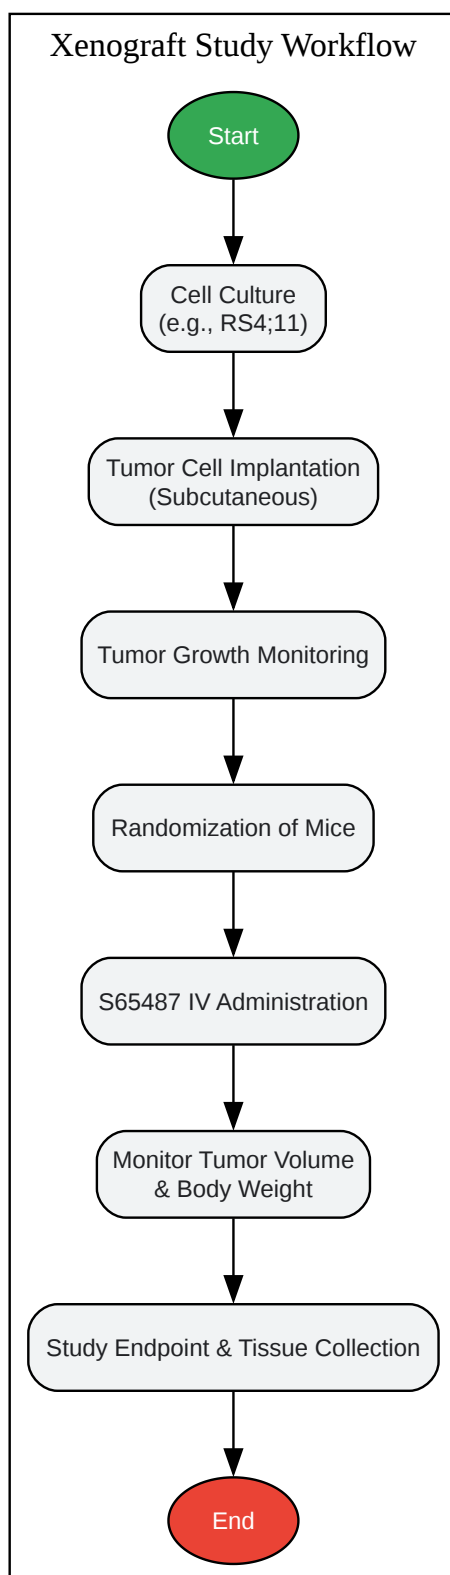 Xenograft Study Workflow
Start
Cell Culture
(e.g., RS4;11)
Tumor Cell Implantation
(Subcutaneous)
Tumor Growth Monitoring
Randomization of Mice
S65487 IV Administration
Monitor Tumor Volume
& Body Weight
Study Endpoint & Tissue Collection
End